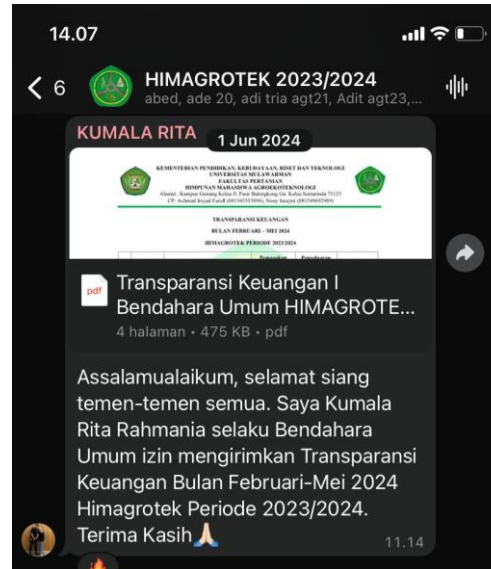 14.07
6
HIMAGROTEK 2023/2024
abed, ade 20, adi tria agt21, Adit agt23,...
KUMALA RITA
1 Jun 2024
KEMENTERIAN PENDIDIKAN, KEBUDAYAAN, RISET DAN TEKNOLOGI
UNIVERSITAS MULAWARMAN
FAKULTAS PERTANIAN
HIMPUNAN MAHASISWA AGROEKOTEKNOLOGI
TRANSPARANSI KEUANGAN
BULAN FEBRUARI – MEI 2024
HIMAGROTEK PERIODE 2023/2024
pdf
Transparansi Keuangan I
Bendahara Umum HIMAGROTE...
4 halaman • 475 KB • pdf
Assalamualaikum, selamat siang
temen-temen semua. Saya Kumala
Rita Rahmania selaku Bendahara
Umum izin mengirimkan Transparansi
Keuangan Bulan Februari-Mei 2024
Himagrotek Periode 2023/2024.
Terima Kasih🙏🏻
11.14